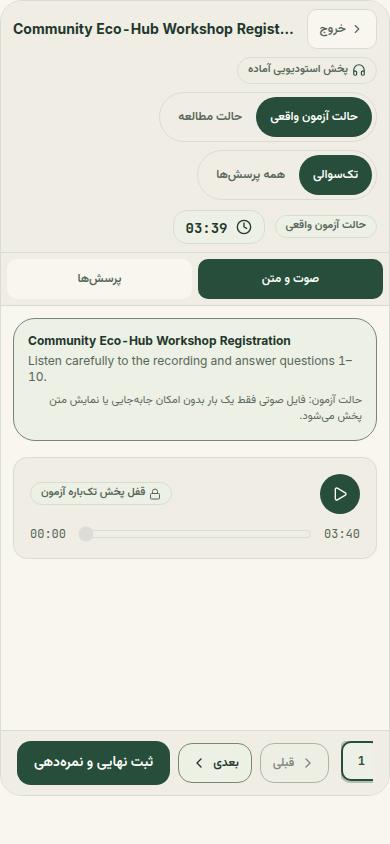 Community Eco-Hub Workshop Regist...
خروج
پخش استودیویی آماده
حالت آزمون واقعی
حالت مطالعه
تک‌سوالی
همه پرسش‌ها
حالت آزمون واقعی
03:39
صوت و متن
پرسش‌ها
Community Eco-Hub Workshop Registration
Listen carefully to the recording and answer questions 1–
10.
حالت آزمون: فایل صوتی فقط یک بار بدون امکان جابه‌جایی یا نمایش متن
پخش می‌شود.
قفل پخش تک‌باره آزمون
00:00
03:40
1
قبلی
بعدی
ثبت نهایی و نمره‌دهی